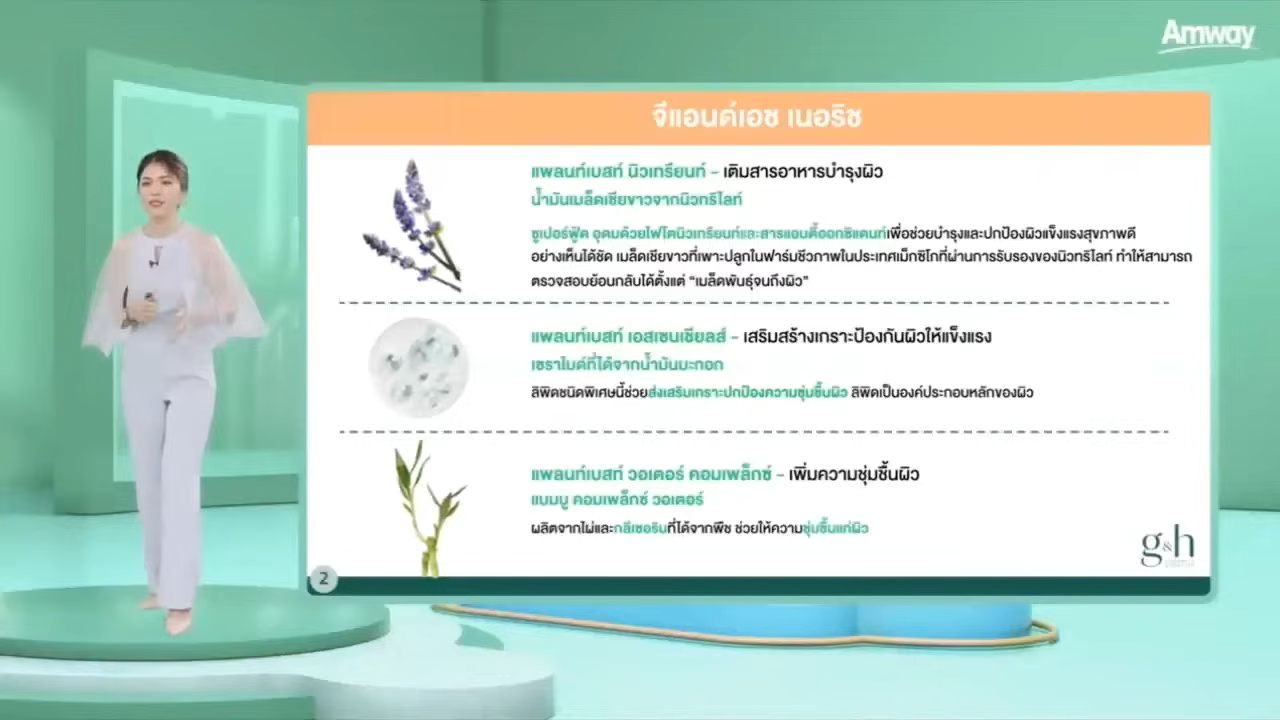 Amway
จีแอนด์เอช เนอริช
แพลนท์เบสท์ นิวเทรียนท์ - เติมสารอาหารบำรุงผิว
น้ำมันเมล็ดเชียขาวจากนิวทริไลท์
ซูเปอร์ฟู้ด อุดมด้วยไฟโตนิวเทรียนท์และสารแอนตี้ออกซิแดนท์เพื่อช่วยบำรุงและปกป้องผิวแข็งแรงสุขภาพดี
อย่างเห็นได้ชัด เมล็ดเชียขาวที่เพาะปลูกในฟาร์มชีวภาพในประเทศเม็กซิโกที่ผ่านการรับรองของนิวทริไลท์ ทำให้สามารถ
ตรวจสอบย้อนกลับได้ตั้งแต่ “เมล็ดพันธุ์จนถึงผิว”
แพลนท์เบสท์ เอสเซนเชียลส์ - เสริมสร้างเกราะป้องกันผิวให้แข็งแรง
เซราไมด์ที่ได้จากน้ำมันมะกอก
ลิพิดชนิดพิเศษนี้ช่วยส่งเสริมเกราะปกป้องความชุ่มชื้นผิว ลิพิดเป็นองค์ประกอบหลักของผิว
แพลนท์เบสท์ วอเตอร์ คอมเพล็กซ์ - เพิ่มความชุ่มชื้นผิว
แบมบู คอมเพล็กซ์ วอเตอร์
ผลิตจากไผ่และกลีเซอรินที่ได้จากพืช ช่วยให้ความชุ่มชื้นแก่ผิว
g&h
2